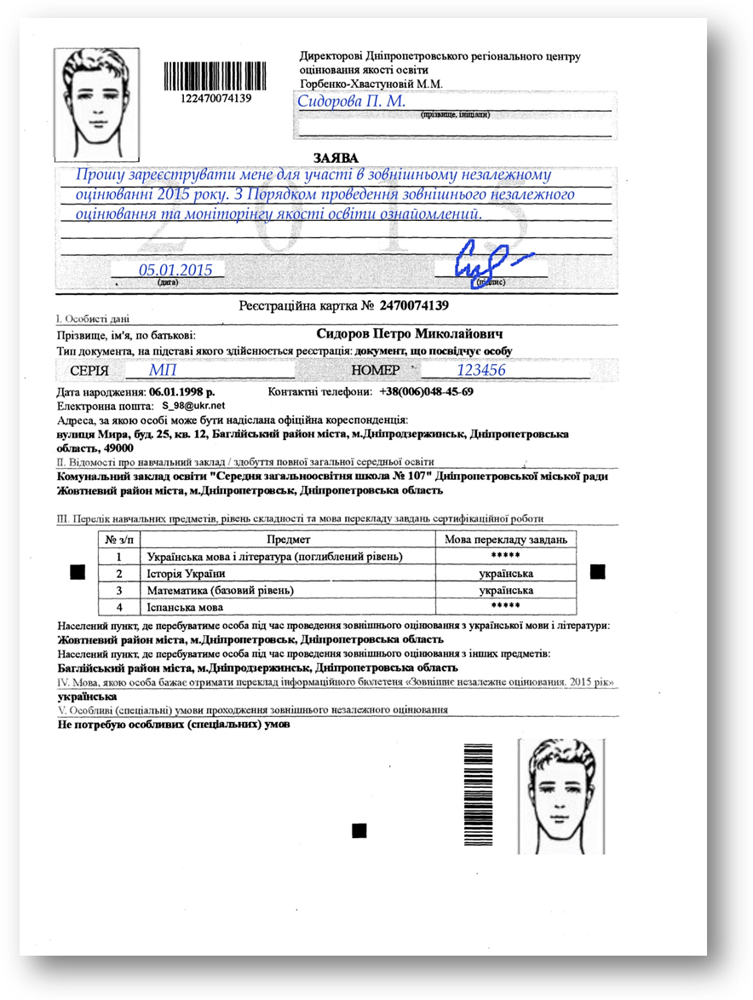 Директорові Дніпропетровського регіонального центру
оцінювання якості освіти
Горбенко-Хвастуновій М.М.
122470074139
Сидорова П. М.
(прізвище, ініціали)
ЗАЯВА
2015
Прошу зареєструвати мене для участі в зовнішньому незалежному
оцінюванні 2015 року. З Порядком проведення зовнішнього незалежного
оцінювання та моніторингу якості освіти ознайомлений.
05.01.2015
(дата) (підпис)
Реєстраційна картка № 2470074139
I. Особисті дані
Прізвище, ім'я, по батькові: Сидоров Петро Миколайович
Тип документа, на підставі якого здійснюється реєстрація: документ, що посвідчує особу
СЕРІЯ МП НОМЕР 123456
Дата народження: 06.01.1998 р. Контактні телефони: +38(006)048-45-69
Електронна пошта: S_98@ukr.net
Адреса, за якою особі може бути надіслана офіційна кореспонденція:
вулиця Мира, буд. 25, кв. 12, Баглійський район міста, м.Дніпродзержинськ, Дніпропетровська
область, 49000
II. Відомості про навчальний заклад / здобуття повної загальної середньої освіти
Комунальний заклад освіти "Середня загальноосвітня школа № 107" Дніпропетровської міської ради
Жовтневий район міста, м.Дніпропетровськ, Дніпропетровська область
III. Перелік навчальних предметів, рівень складності та мова перекладу завдань сертифікаційної роботи
№ з/п Предмет Мова перекладу завдань
1 Українська мова і література (поглиблений рівень) *****
2 Історія України українська
3 Математика (базовий рівень) українська
4 Іспанська мова *****
Населений пункт, де перебуватиме особа під час проведення зовнішнього оцінювання з української мови і літератури:
Жовтневий район міста, м.Дніпропетровськ, Дніпропетровська область
Населений пункт, де перебуватиме особа під час проведення зовнішнього оцінювання з інших предметів:
Баглійський район міста, м.Дніпродзержинськ, Дніпропетровська область
IV. Мова, якою особа бажає отримати переклад інформаційного бюлетеня «Зовнішнє незалежне оцінювання. 2015 рік»
українська
V. Особливі (спеціальні) умови проходження зовнішнього незалежного оцінювання
Не потребую особливих (спеціальних) умов